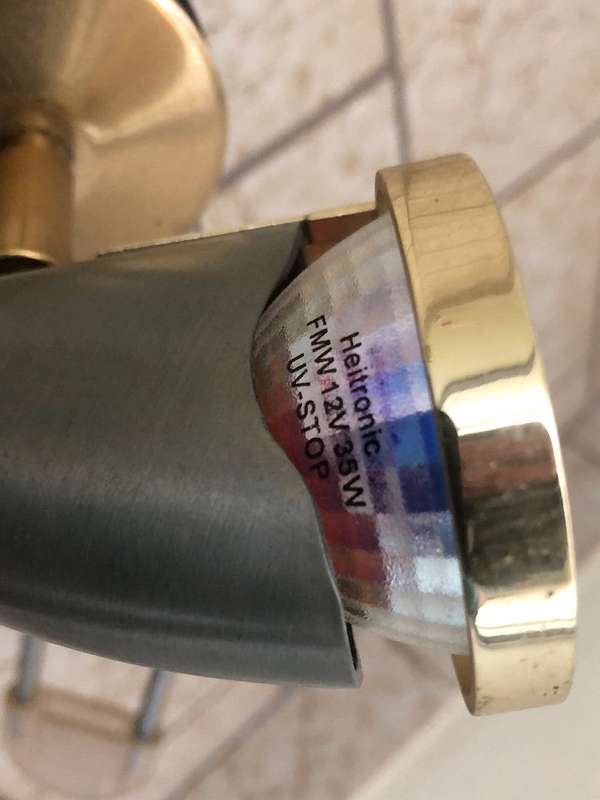 Heitronic
FMW 12V 35W
UV-STOP